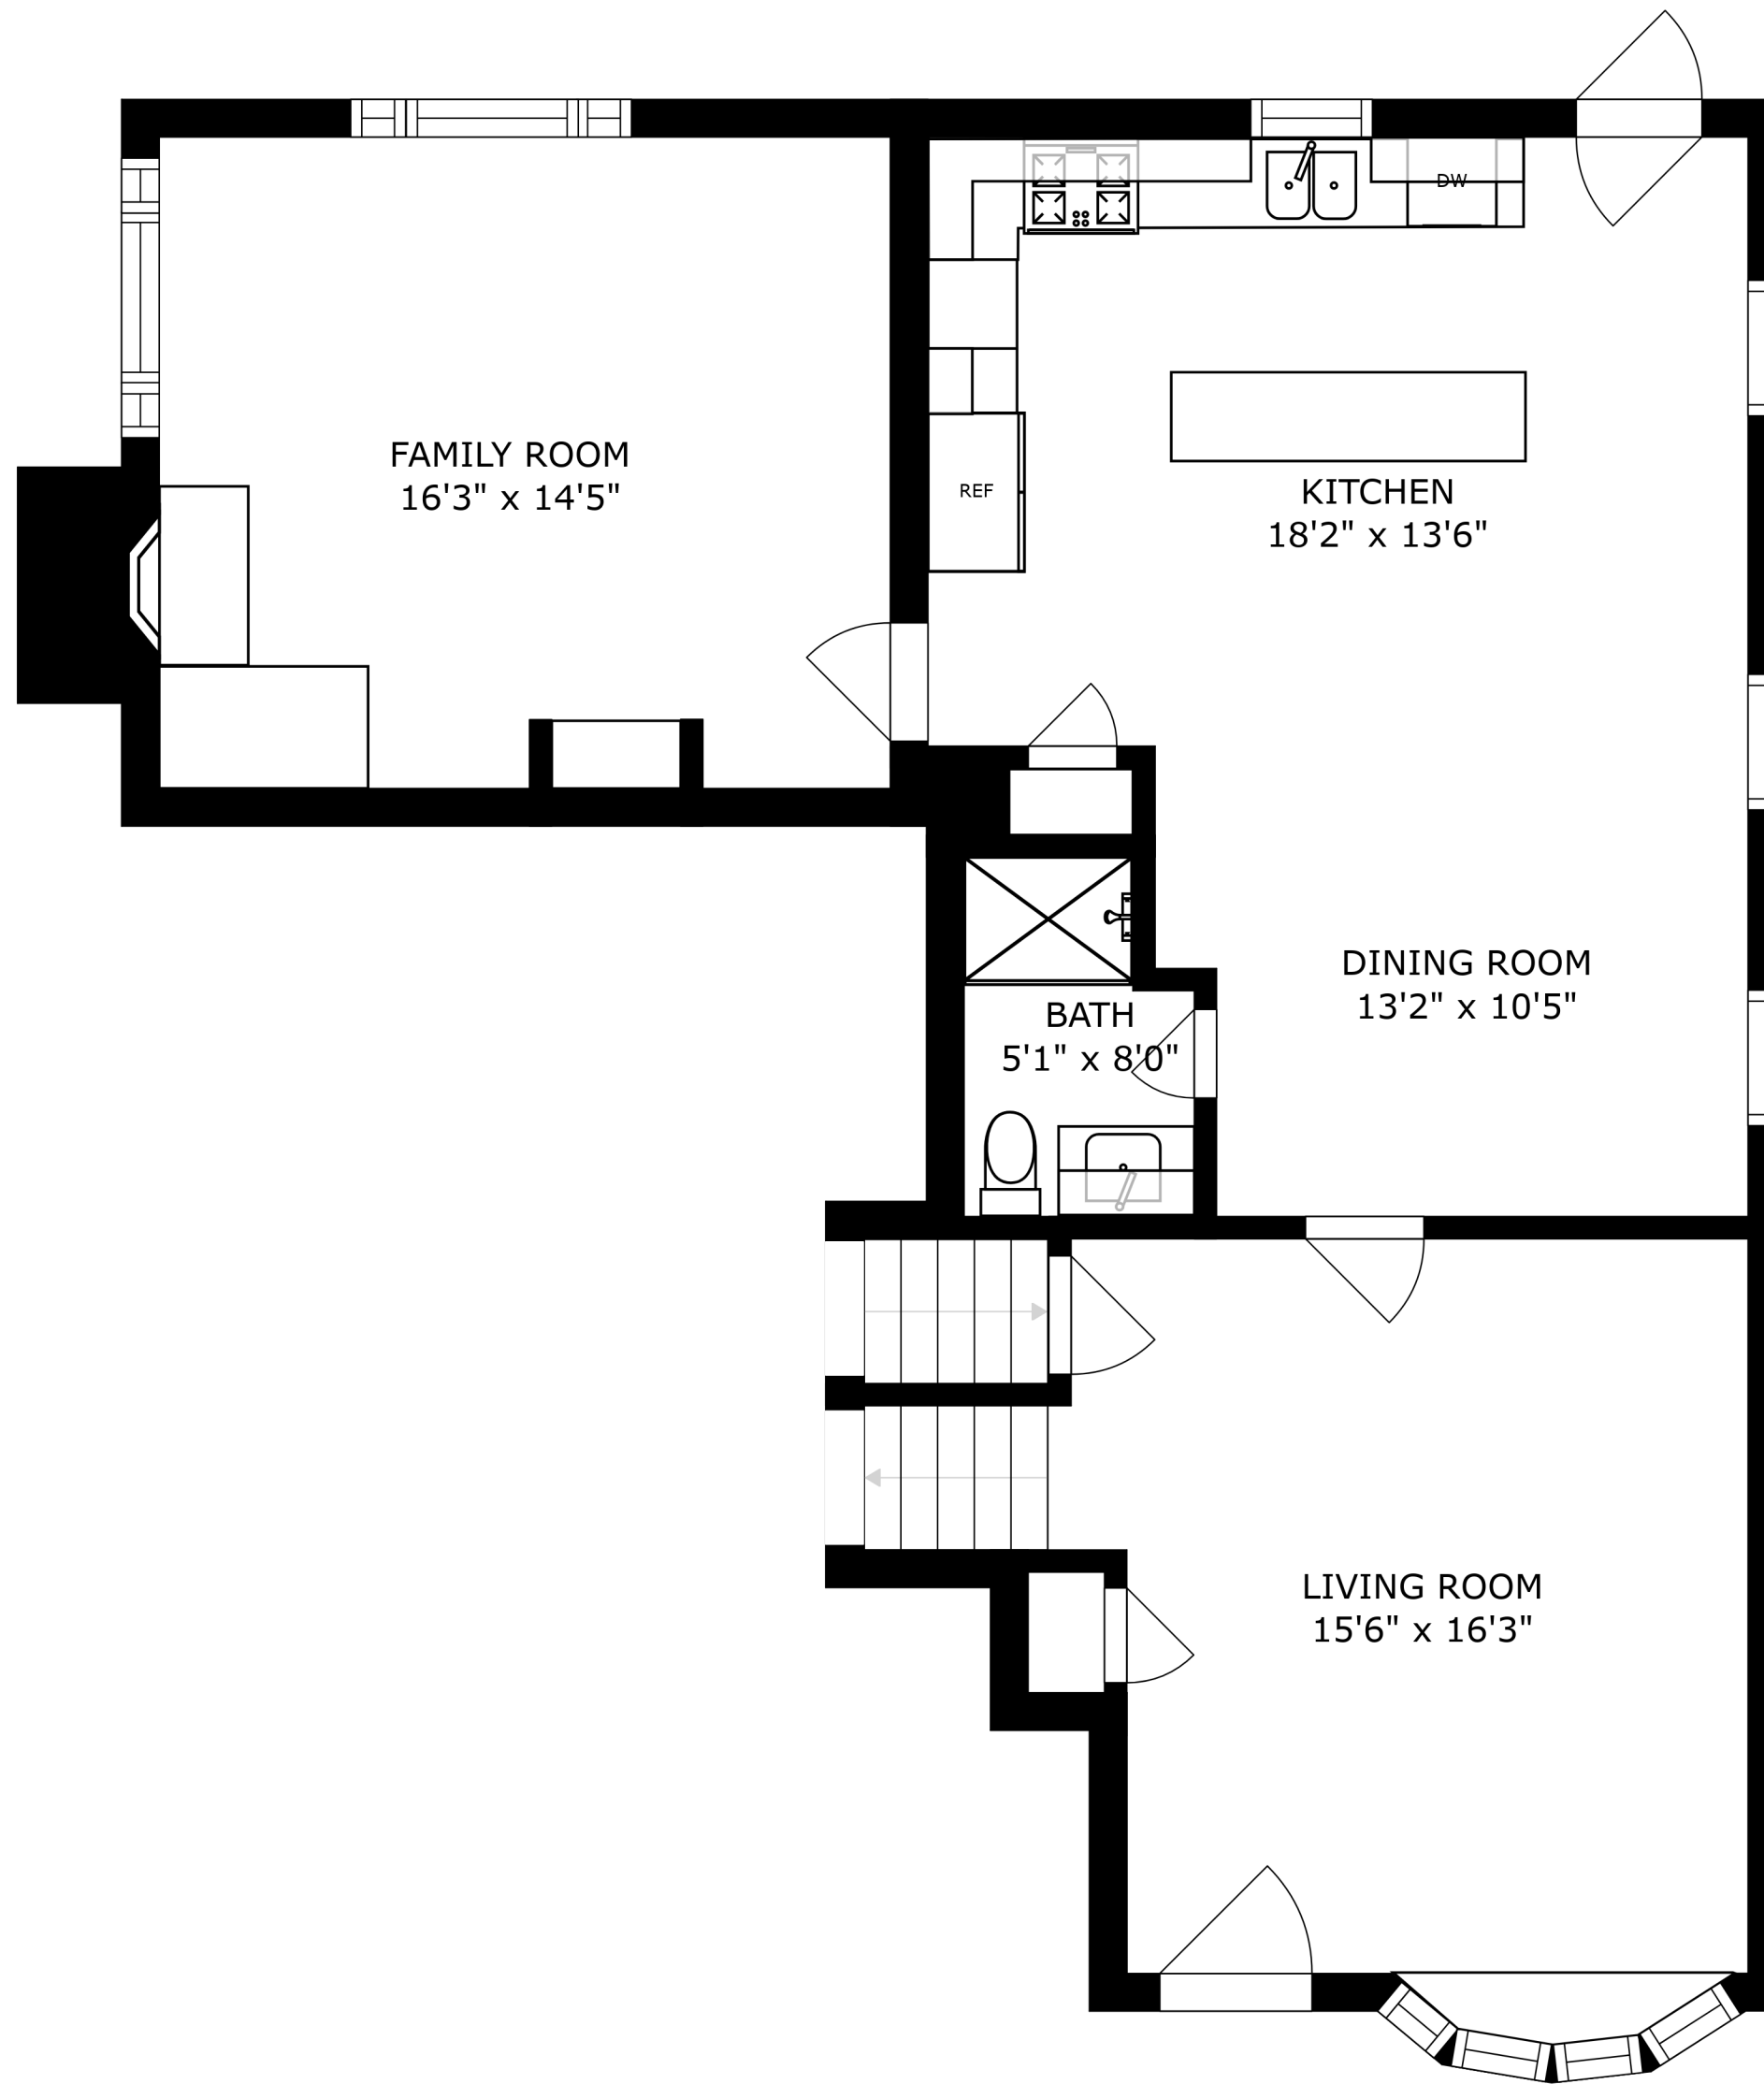 DW
FAMILY ROOM
16'3" x 14'5"
REF
KITCHEN
18'2" x 13'6"
DINING ROOM
13'2" x 10'5"
BATH
5'1" x 8'0"
LIVING ROOM
15'6" x 16'3"